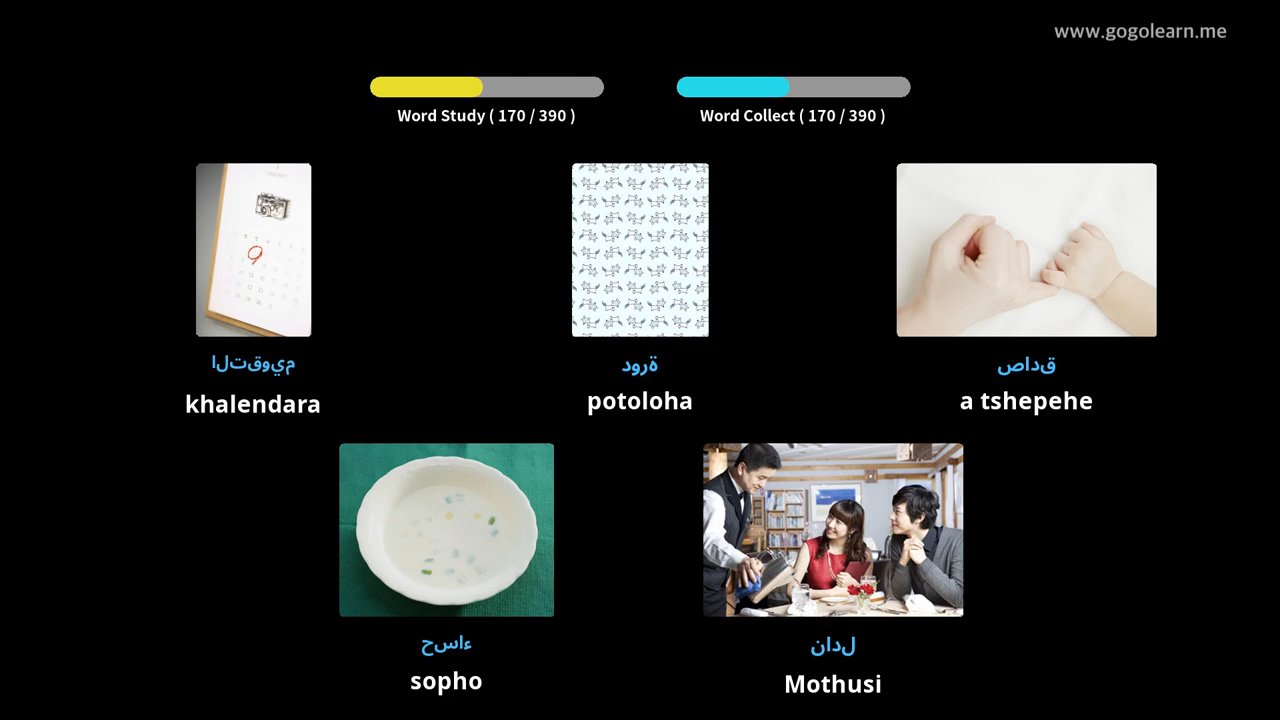 www.gogolearn.me
Word Study ( 170 / 390 )
Word Collect ( 170 / 390 )
ميوقتلا
khalendara
ةرود
potoloha
قداص
a tshepehe
ءاسح
sopho
لدان
Mothusi